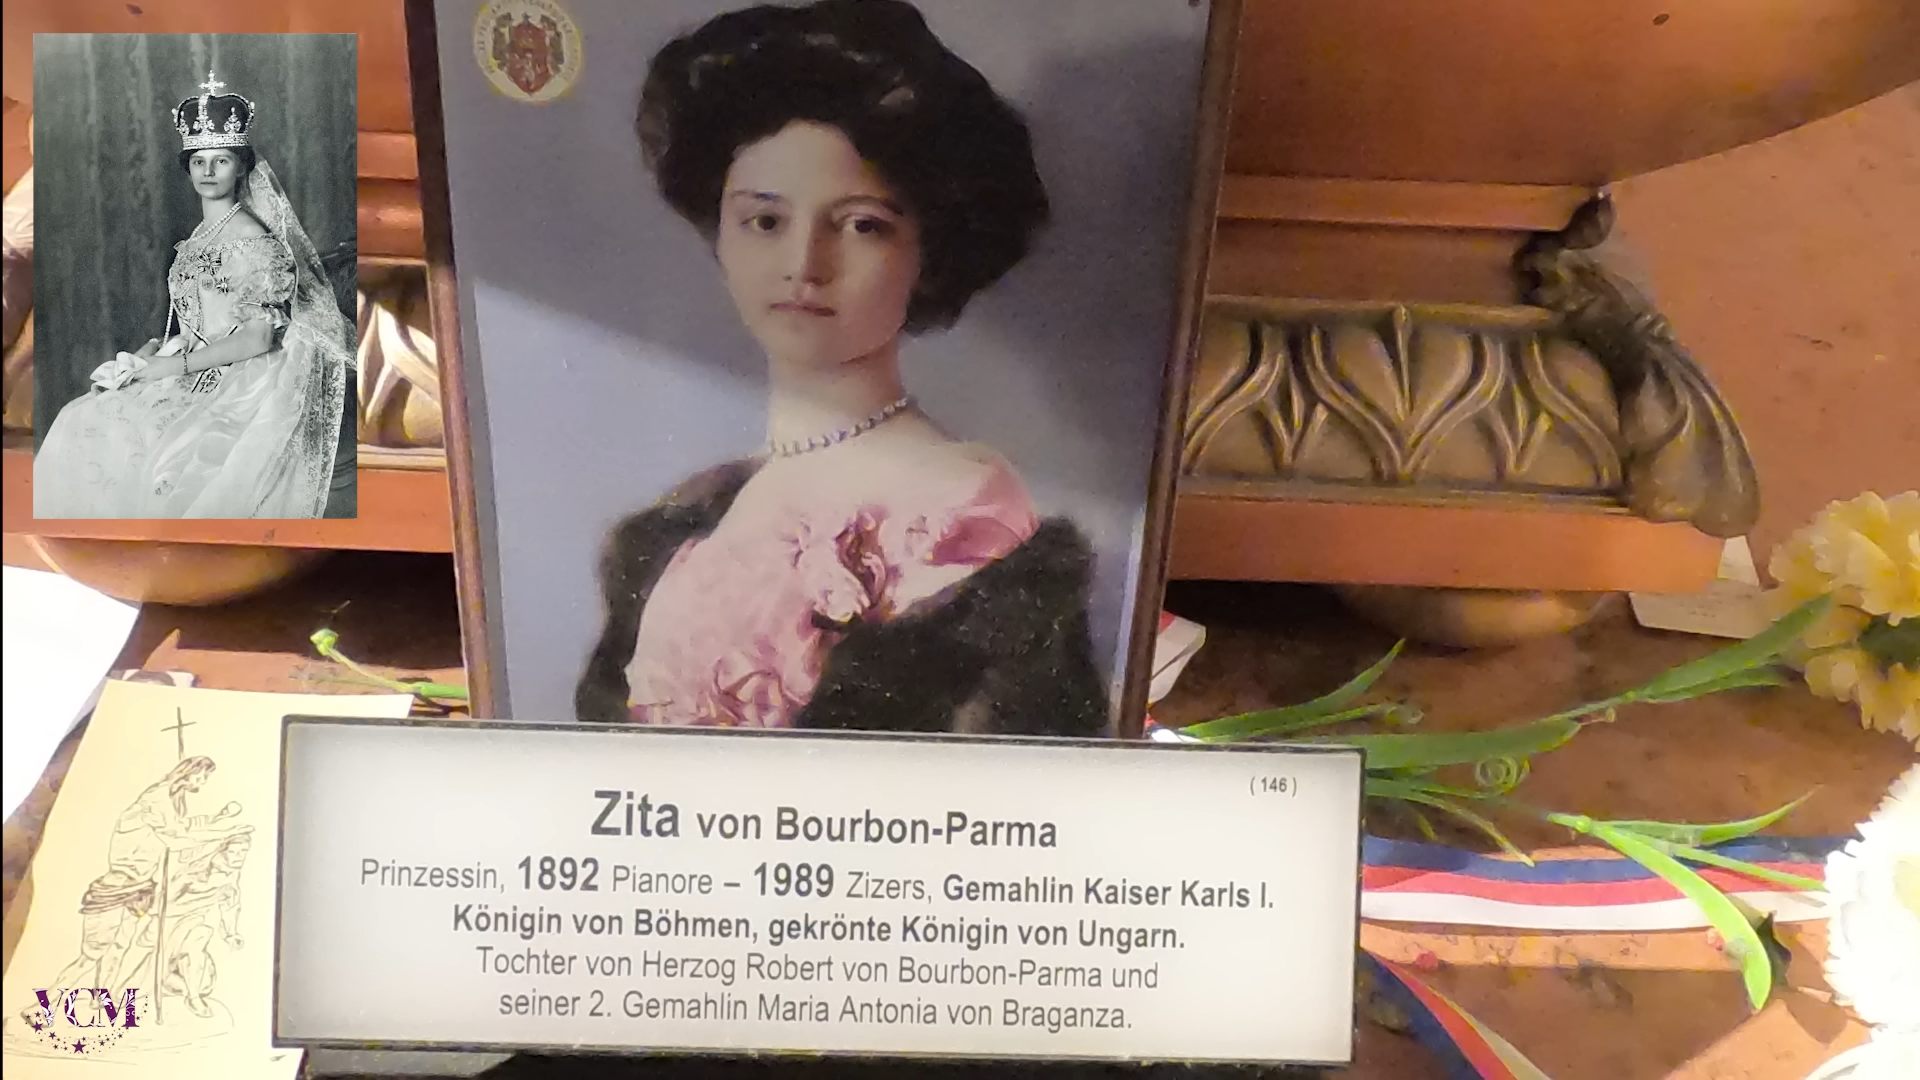 ( 146 )
Zita von Bourbon-Parma
Prinzessin, 1892 Pianore – 1989 Zizers, Gemahlin Kaiser Karls I.
Königin von Böhmen, gekrönte Königin von Ungarn.
Tochter von Herzog Robert von Bourbon-Parma und
seiner 2. Gemahlin Maria Antonia von Braganza.
VCM